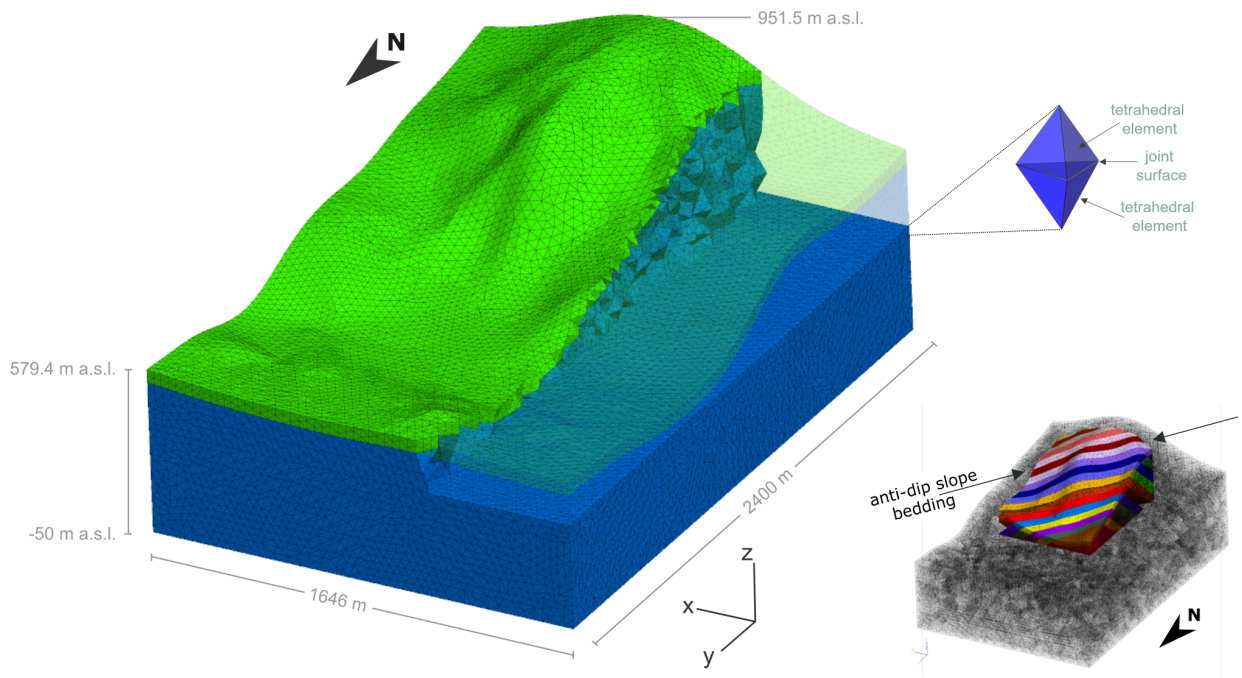 951.5 m a.s.l.
N
tetrahedral
element
joint
surface
tetrahedral
element
579.4 m a.s.l.
-50 m a.s.l.
1646 m
2400 m
z
x
y
anti-dip slope
bedding
N